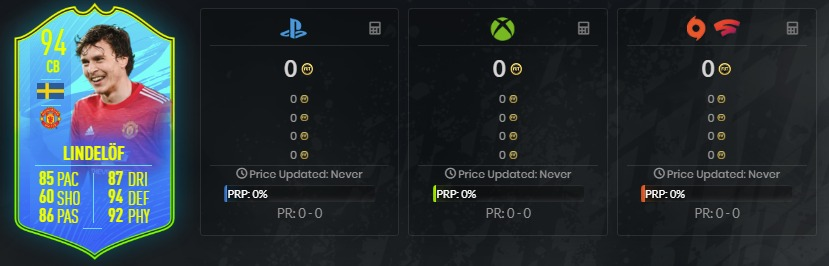 94
CB
LINDELÖF
85 PAC 87 DRI
60 SHO 94 DEF
86 PAS 92 PHY
0
0
0
0
0
Price Updated: Never
PRP: 0%
PR: 0 - 0
0
0
0
0
0
Price Updated: Never
PRP: 0%
PR: 0 - 0
0
0
0
0
0
Price Updated: Never
PRP: 0%
PR: 0 - 0